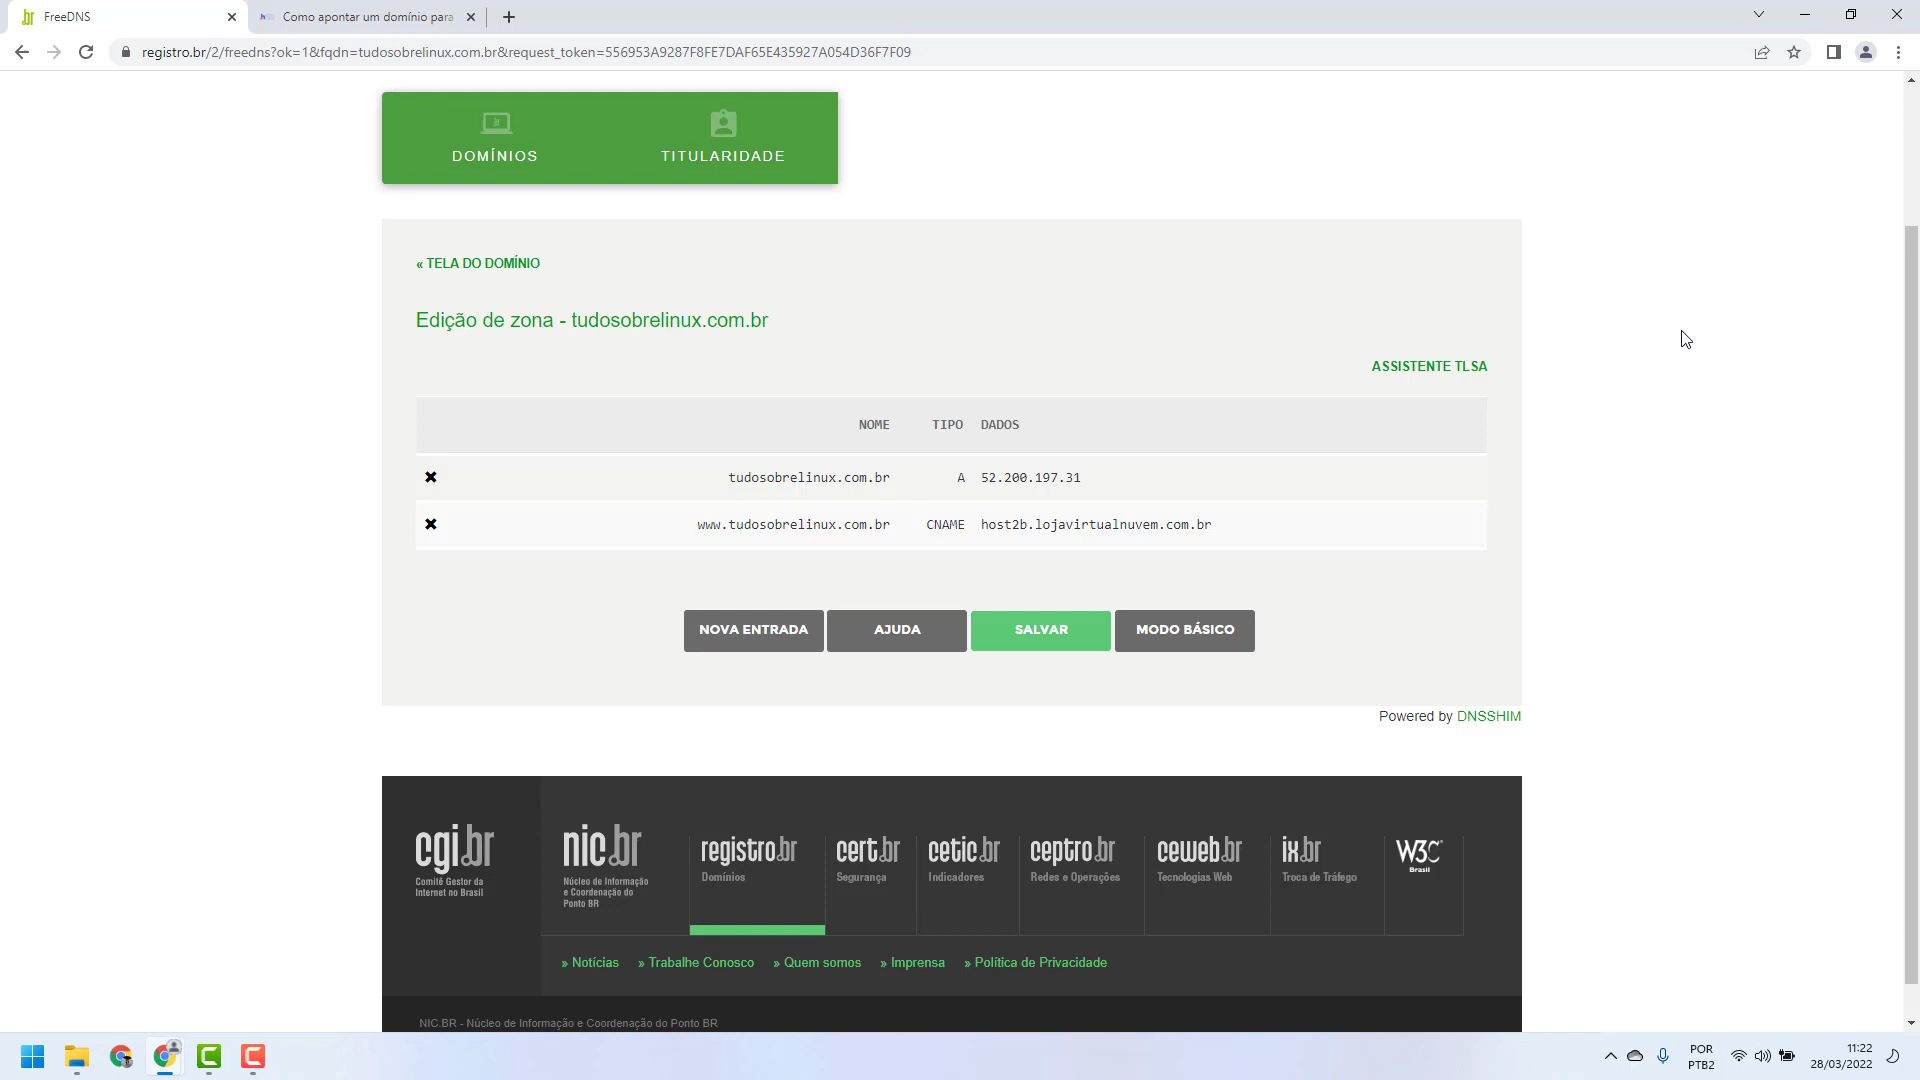 FreeDNS
Como apontar um domínio para
registro.br/2/freedns?ok=1&fqdn=tudosobrelinux.com.br&request_token=556953A9287F8FE7DAF65E435927A054D36F7F09
DOMÍNIOS
TITULARIDADE
« TELA DO DOMÍNIO
Edição de zona - tudosobrelinux.com.br
ASSISTENTE TLSA
NOME TIPO DADOS
tudosobrelinux.com.br A 52.200.197.31
www.tudosobrelinux.com.br CNAME host2b.lojavirtualnuvem.com.br
NOVA ENTRADA
AJUDA
SALVAR
MODO BÁSICO
Powered by DNSSHIM
cgi.br
Comitê Gestor da
Internet no Brasil
nic.br
Núcleo de Informação
e Coordenação do
Ponto BR
registro.br
Domínios
cert.br
Segurança
cetic.br
Indicadores
ceptro.br
Redes e Operações
ceweb.br
Tecnologias Web
ix.br
Troca de Tráfego
W3C
Brasil
» Notícias » Trabalhe Conosco » Quem somos » Imprensa » Política de Privacidade
NIC.BR - Núcleo de Informação e Coordenação do Ponto BR
POR
PTB2
11:22
28/03/2022